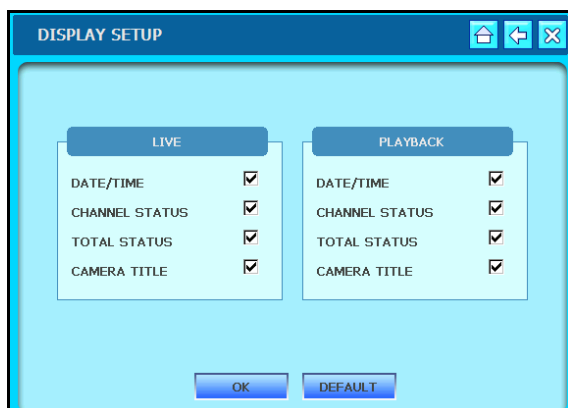 DISPLAY SETUP
LIVE
DATE/TIME
CHANNEL STATUS
TOTAL STATUS
CAMERA TITLE
PLAYBACK
DATE/TIME
CHANNEL STATUS
TOTAL STATUS
CAMERA TITLE
OK
DEFAULT